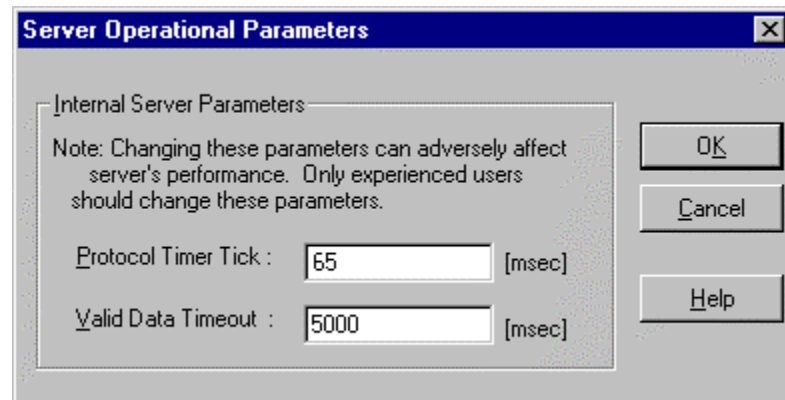 Server Operational Parameters
Internal Server Parameters
Note: Changing these parameters can adversely affect
server's performance. Only experienced users
should change these parameters.
Protocol Timer Tick : 65 [msec]
Valid Data Timeout : 5000 [msec]
OK
Cancel
Help